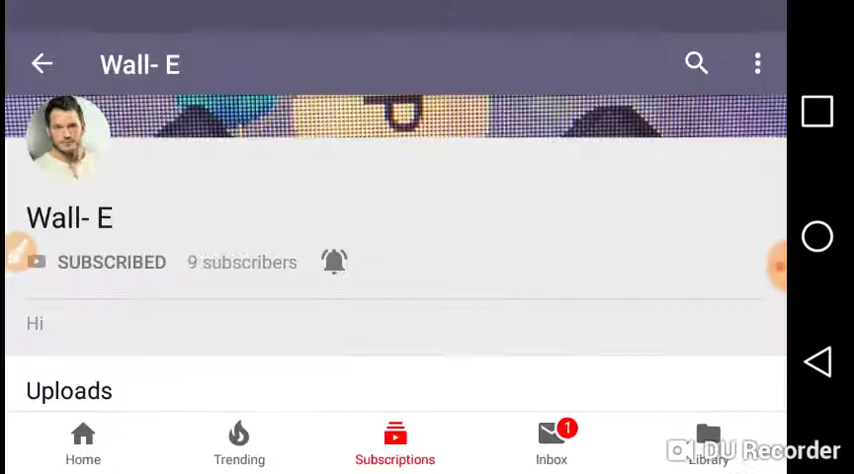 Wall- E
P
Wall- E
SUBSCRIBED 9 subscribers
Hi
Uploads
Home Trending Subscriptions Inbox 1 Library
DU Recorder